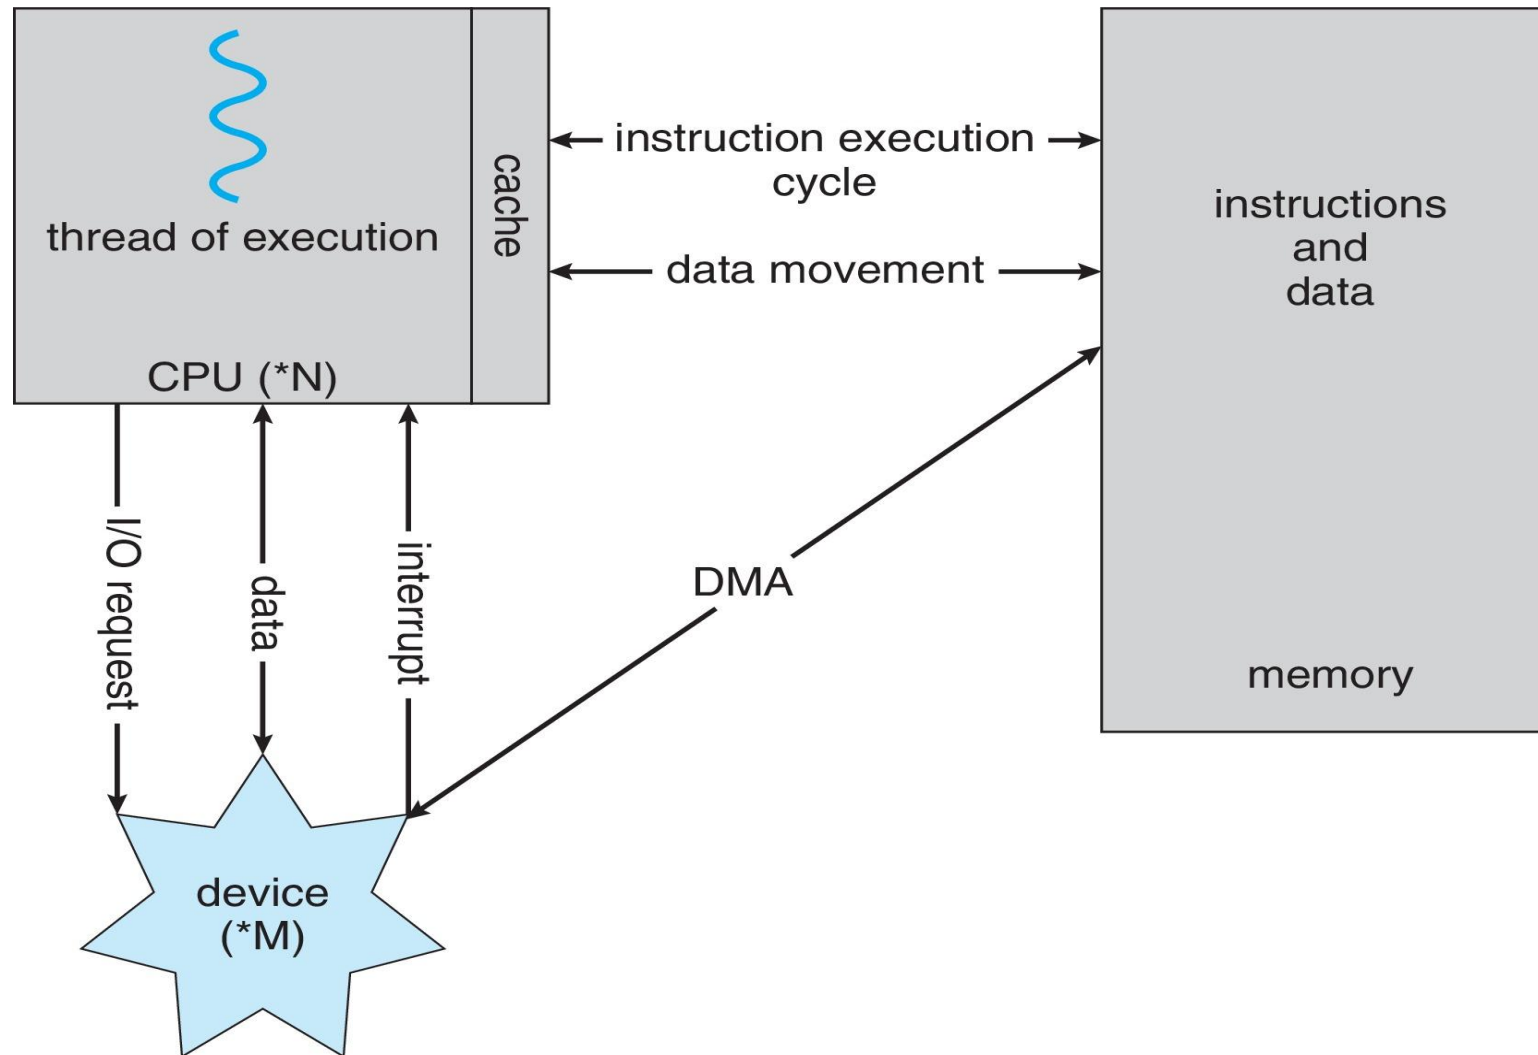 thread of execution
CPU (*N)
cache
instruction execution
cycle
data movement
instructions
and
data
memory
I/O request
data
interrupt
DMA
device
(*M)